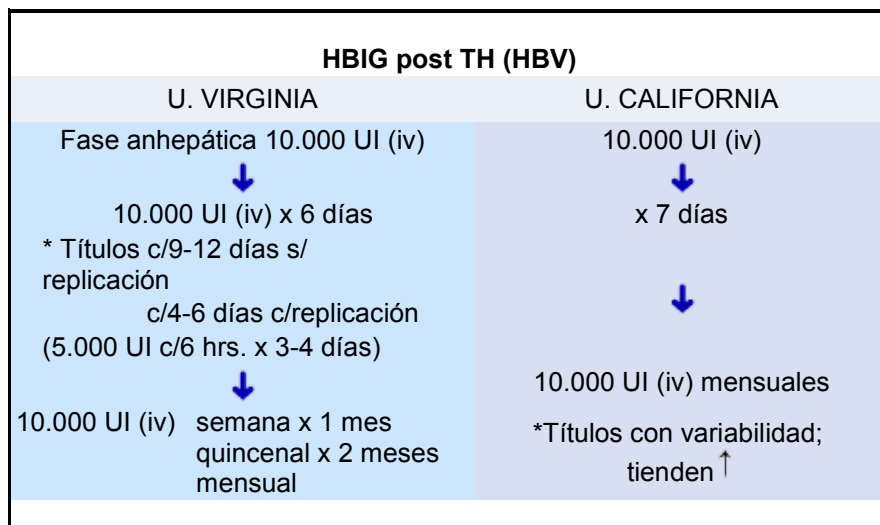 HBIG post TH (HBV)
U. VIRGINIA
Fase anhepática 10.000 UI (iv)
10.000 UI (iv) x 6 días
* Títulos c/9-12 días s/
replicación
c/4-6 días c/replicación
(5.000 UI c/6 hrs. x 3-4 días)
10.000 UI (iv) semana x 1 mes
quincenal x 2 meses
mensual
U. CALIFORNIA
10.000 UI (iv)
x 7 días
10.000 UI (iv) mensuales
*Títulos con variabilidad;
tienden ↑